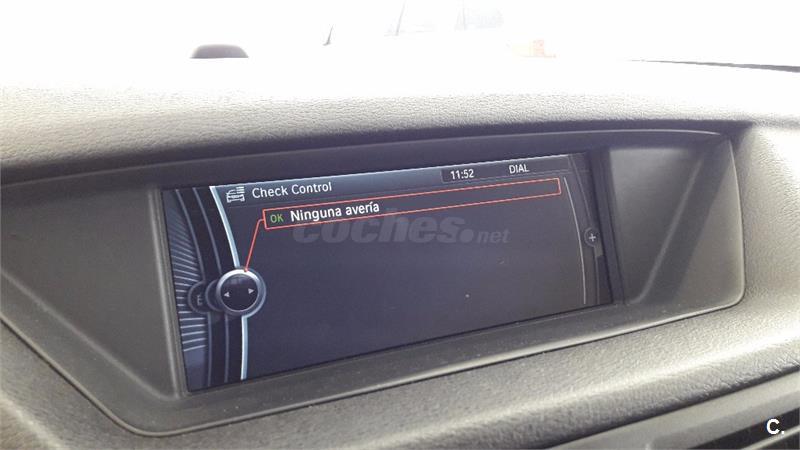 11:52 DIAL
Check Control
OK Ninguna avería
coches.net
E
+
C.